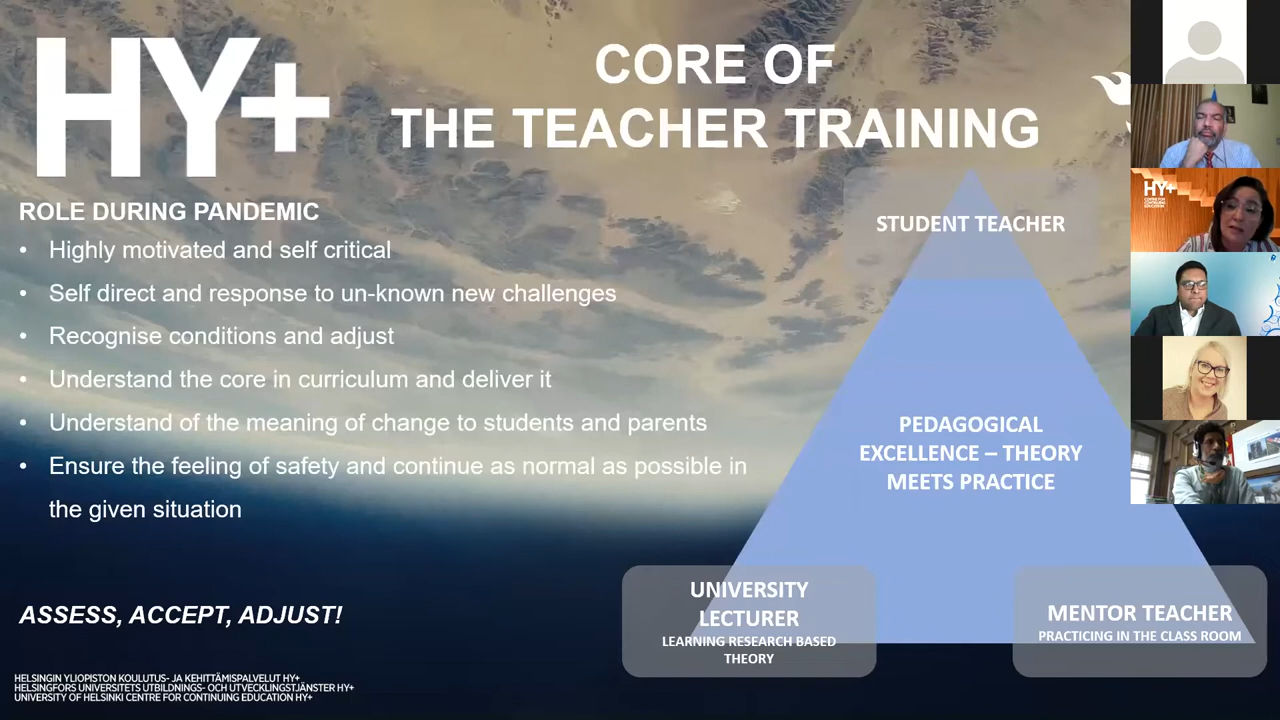 HY+
CORE OF
THE TEACHER TRAINING
ROLE DURING PANDEMIC
• Highly motivated and self critical
• Self direct and response to un-known new challenges
• Recognise conditions and adjust
• Understand the core in curriculum and deliver it
• Understand of the meaning of change to students and parents
• Ensure the feeling of safety and continue as normal as possible in
the given situation
ASSESS, ACCEPT, ADJUST!
HELSINGIN YLIOPISTON KOULUTUS- JA KEHITTÄMISPALVELUT HY+
HELSINGFORS UNIVERSITETS UTBILDNINGS- OCH UTVECKLINGSTJÄNSTER HY+
UNIVERSITY OF HELSINKI CENTRE FOR CONTINUING EDUCATION HY+
STUDENT TEACHER
PEDAGOGICAL
EXCELLENCE – THEORY
MEETS PRACTICE
UNIVERSITY
LECTURER
LEARNING RESEARCH BASED
THEORY
MENTOR TEACHER
PRACTICING IN THE CLASS ROOM
HY+
CENTRE FOR
CONTINUING
EDUCATION